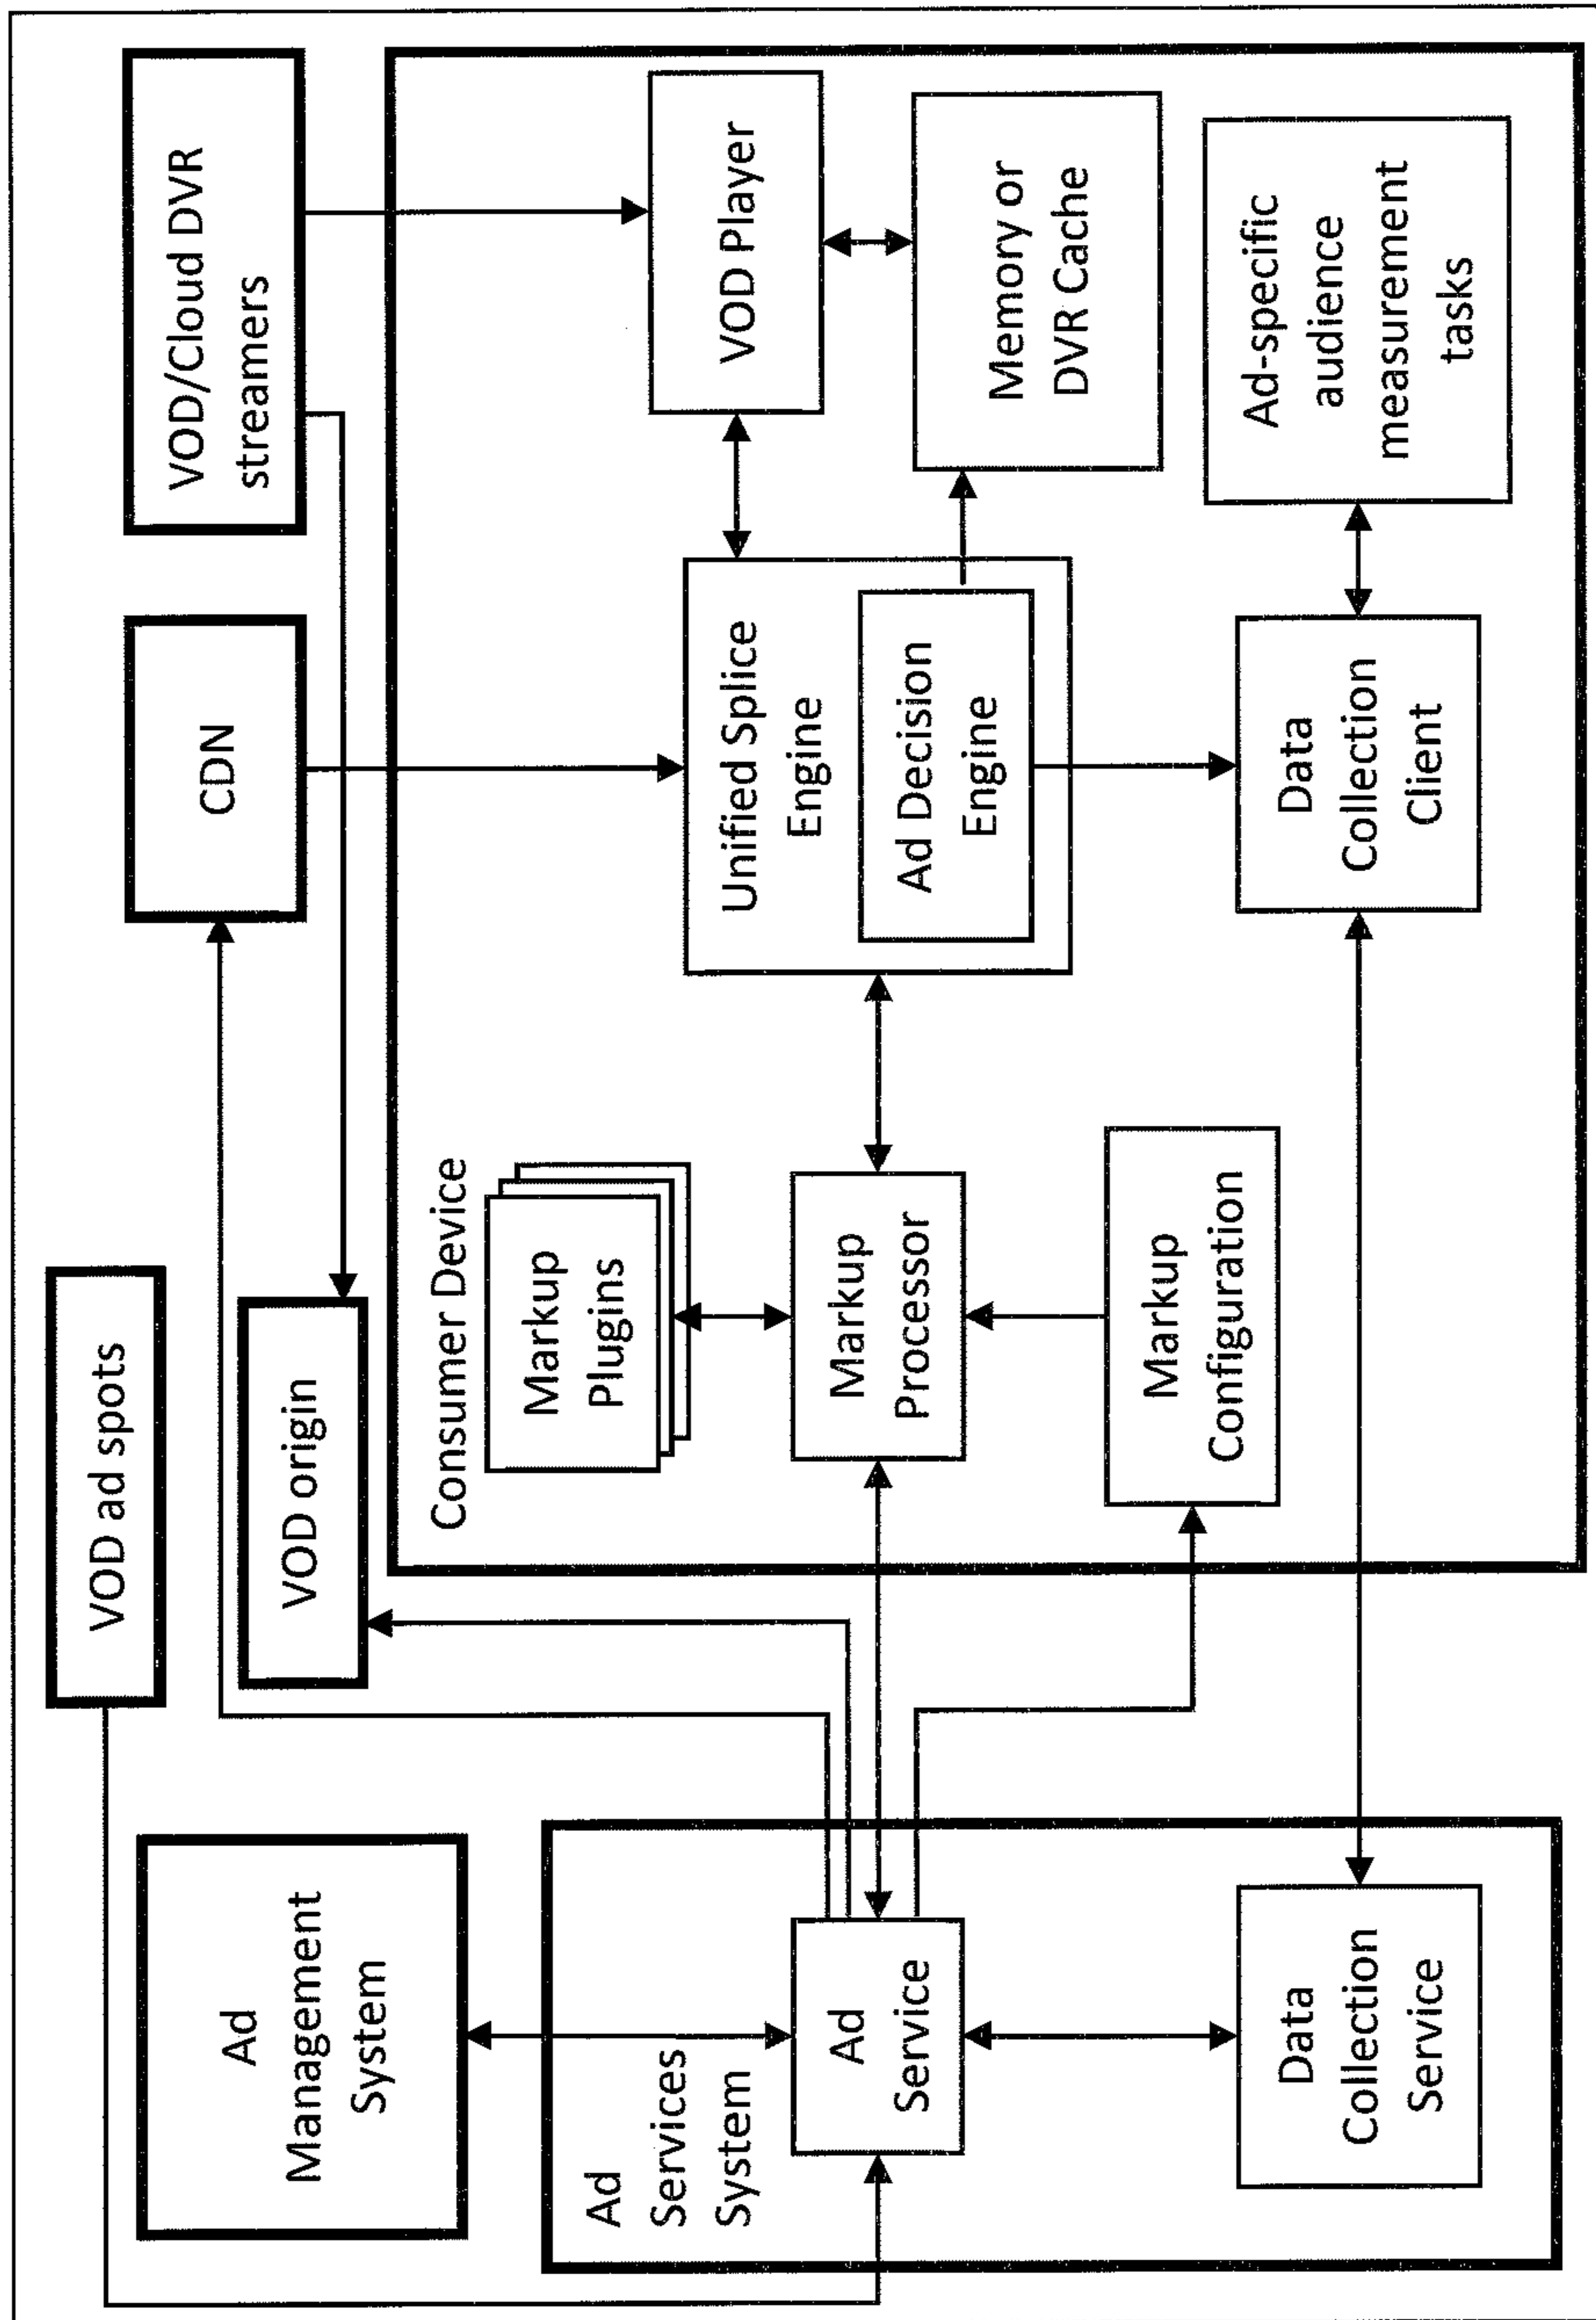 VOD ad spots
VOD origin
CDN
VOD/Cloud DVR
streamers
Ad
Management
System
Ad
Services
System
Ad
Service
Data
Collection
Service
Consumer Device
Markup
Plugins
Markup
Processor
Markup
Configuration
Unified Splice
Engine
Ad Decision
Engine
VOD Player
Memory or
DVR Cache
Data
Collection
Client
Ad-specific
audience
measurement
tasks